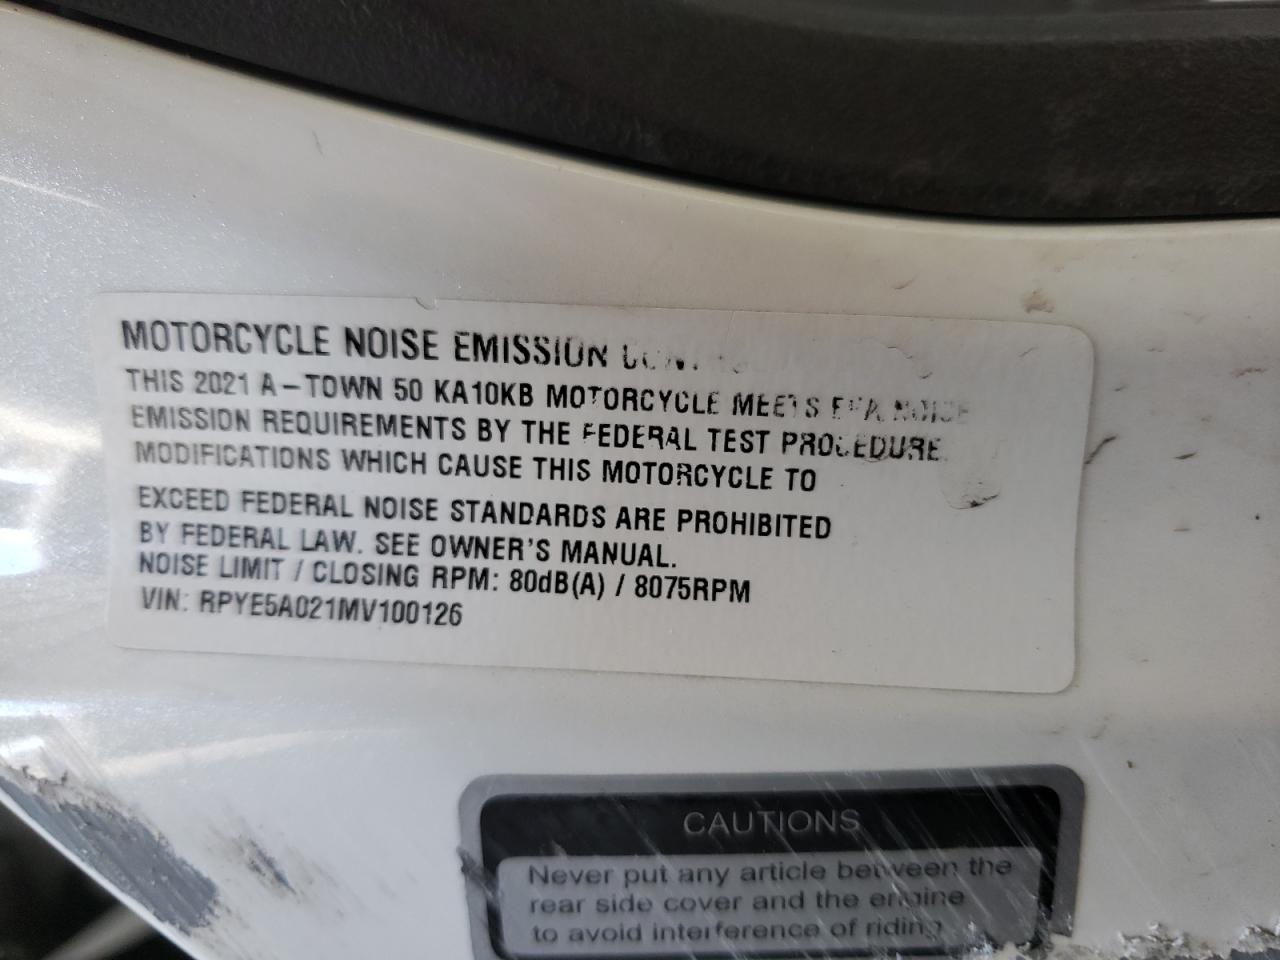 MOTORCYCLE NOISE EMISSION
THIS 2021 A-TOWN 50 KA10KB MOTORCYCLE MEETS EPA NOISE
EMISSION REQUIREMENTS BY THE FEDERAL TEST PROCEDURE.
MODIFICATIONS WHICH CAUSE THIS MOTORCYCLE TO
EXCEED FEDERAL NOISE STANDARDS ARE PROHIBITED
BY FEDERAL LAW. SEE OWNER'S MANUAL.
NOISE LIMIT / CLOSING RPM: 80dB(A) / 8075RPM
VIN: RPYE5A021MV100126
CAUTIONS
Never put any article between the
rear side cover and the engine
to avoid interference of riding